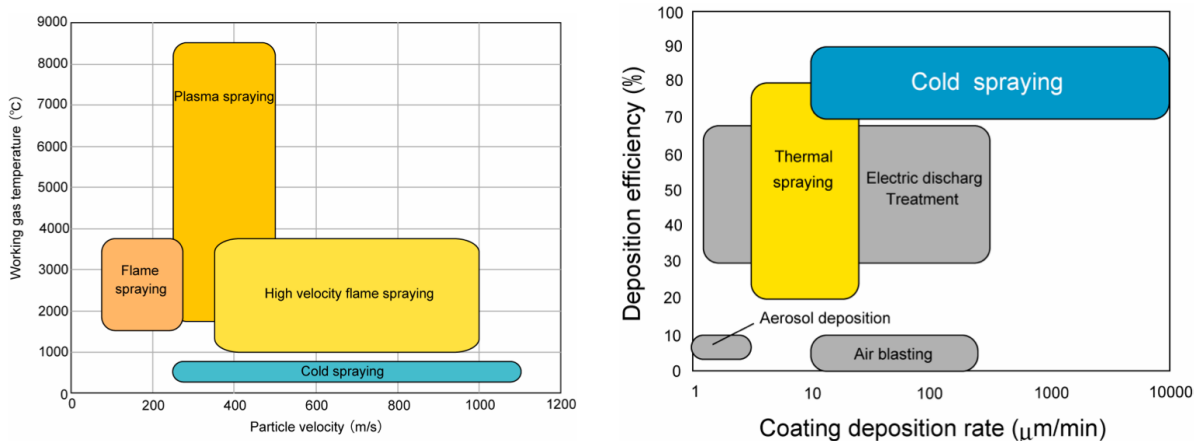 9000
8000
7000
6000
5000
4000
3000
2000
1000
0
Working gas temperature (℃)
Plasma spraying
Flame
spraying
High velocity flame spraying
Cold spraying
0
200
400
600
800
1000
1200
Particle velocity (m/s)
100
90
80
70
60
50
40
30
20
10
0
Deposition efficiency (%)
Cold spraying
Thermal
spraying
Electric discharg
Treatment
Aerosol deposition
Air blasting
1
10
100
1000
10000
Coating deposition rate (μm/min)